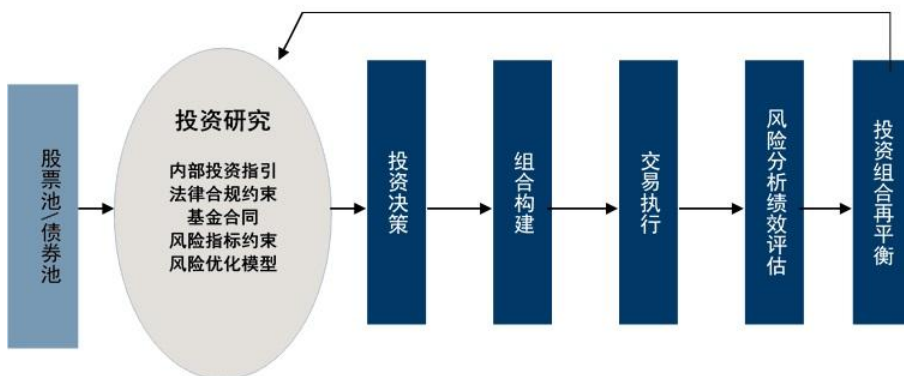 股票池\债券池
投资研究
内部投资指引
法律合规约束
基金合同
风险指标约束
风险优化模型
投资决策
组合构建
交易执行
风险分析绩效评估
投资组合再平衡